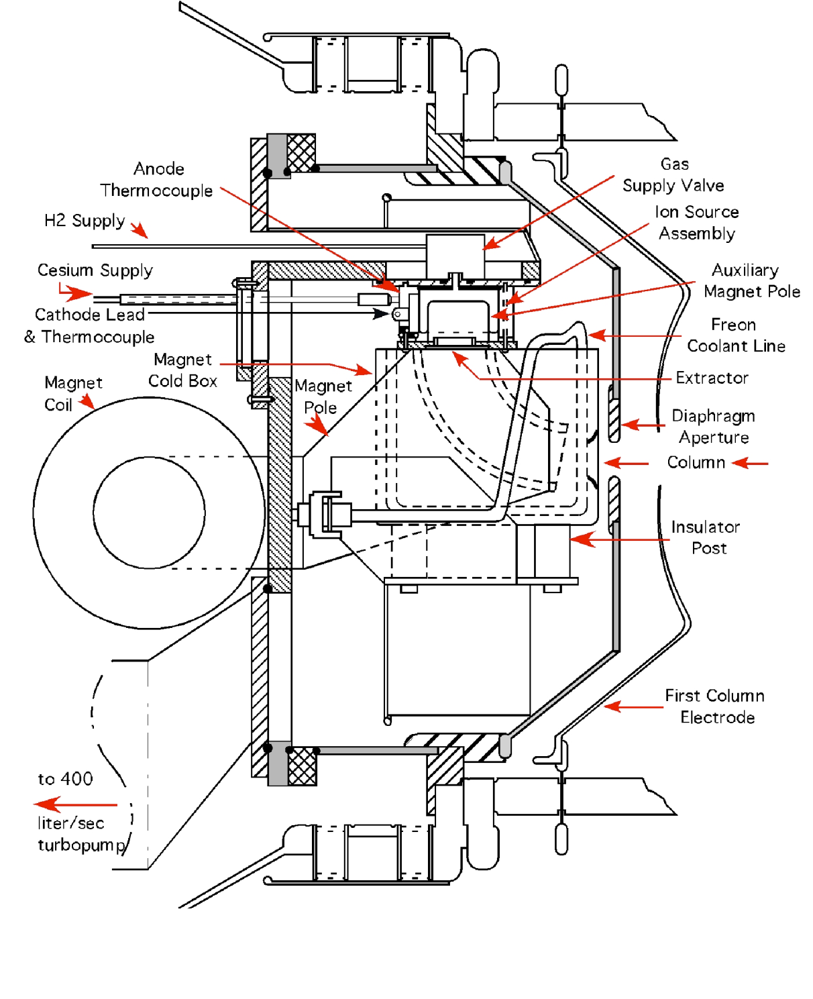 Anode
Thermocouple
Gas
Supply Valve
H2 Supply
Ion Source
Assembly
Cesium Supply
Auxiliary
Magnet Pole
Cathode Lead
& Thermocouple
Freon
Coolant Line
Magnet
Cold Box
Magnet
Coil
Magnet
Pole
Extractor
Diaphragm
Aperture
Column
Insulator
Post
First Column
Electrode
to 400
liter/sec
turbopump